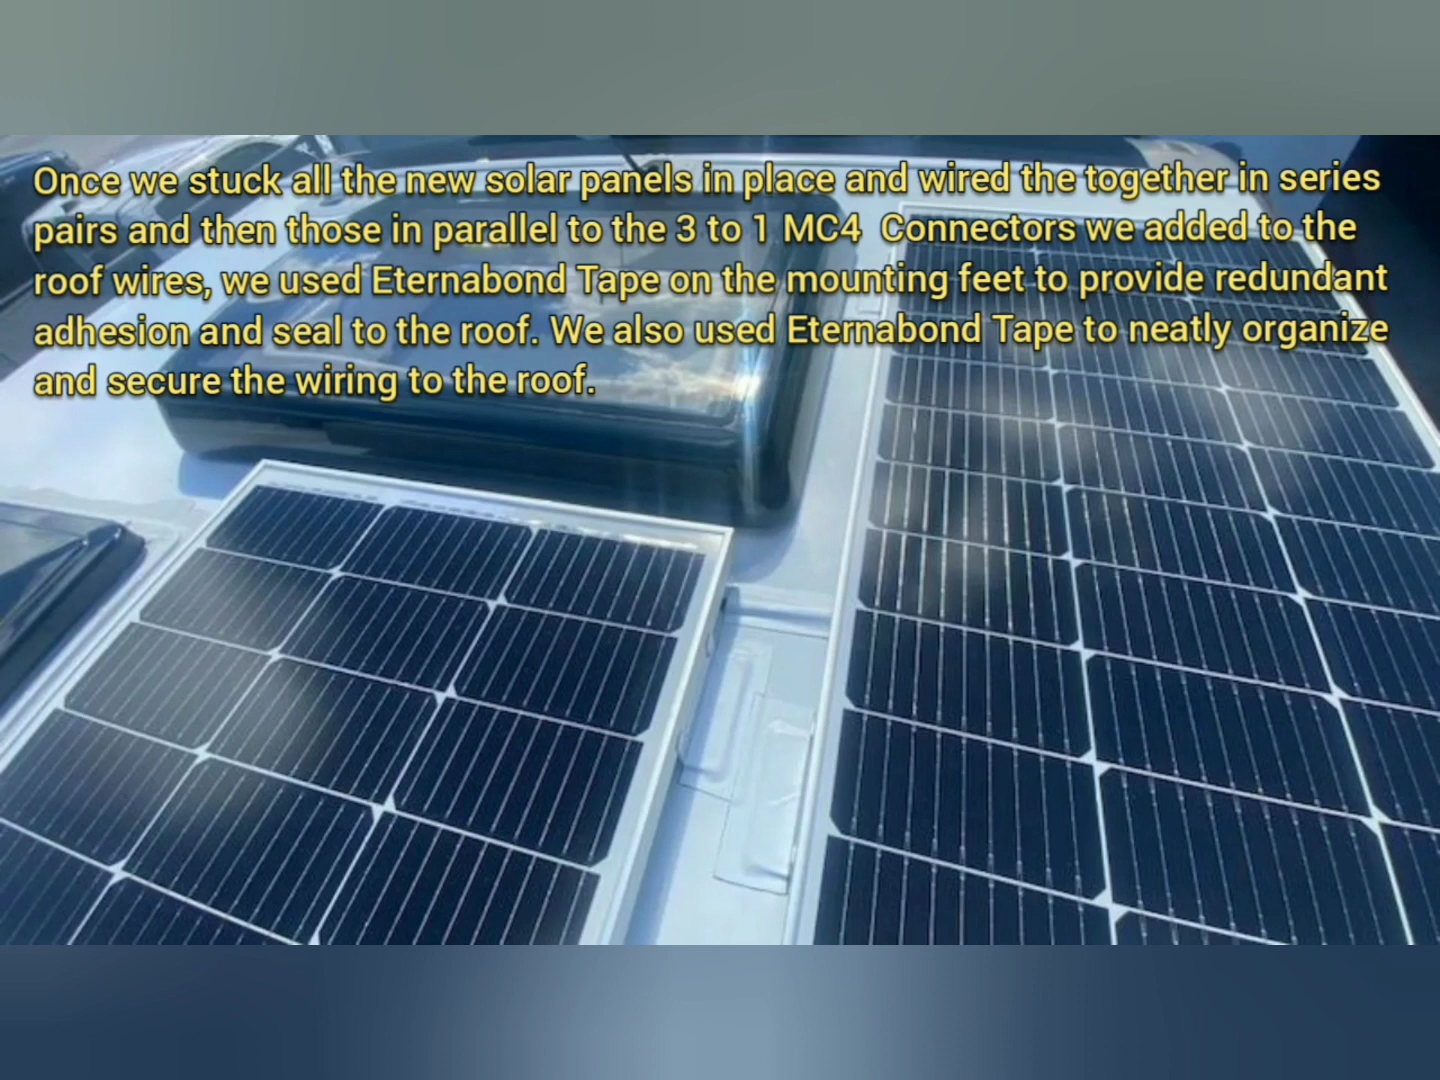 Once we stuck all the new solar panels in place and wired the together in series
pairs and then those in parallel to the 3 to 1 MC4  Connectors we added to the
roof wires, we used Eternabond Tape on the mounting feet to provide redundant
adhesion and seal to the roof. We also used Eternabond Tape to neatly organize
and secure the wiring to the roof.